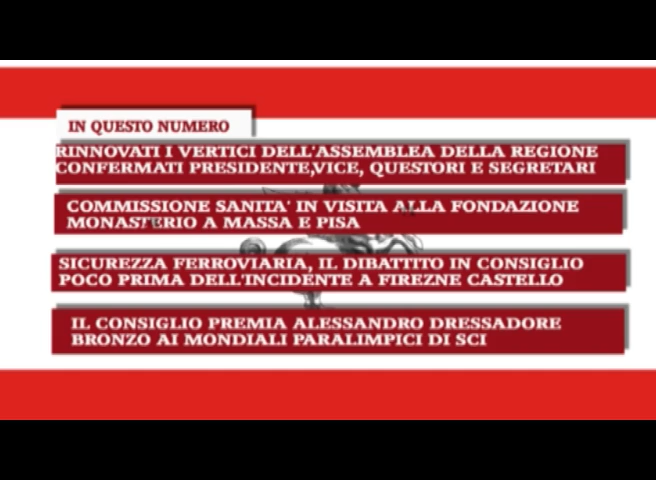 IN QUESTO NUMERO
RINNOVATI I VERTICI DELL'ASSEMBLEA DELLA REGIONE
CONFERMATI PRESIDENTE,VICE, QUESTORI E SEGRETARI
COMMISSIONE SANITA' IN VISITA ALLA FONDAZIONE
MONASTERIO A MASSA E PISA
SICUREZZA FERROVIARIA, IL DIBATTITO IN CONSIGLIO
POCO PRIMA DELL'INCIDENTE A FIREZNE CASTELLO
IL CONSIGLIO PREMIA ALESSANDRO DRESSADORE
BRONZO AI MONDIALI PARALIMPICI DI SCI